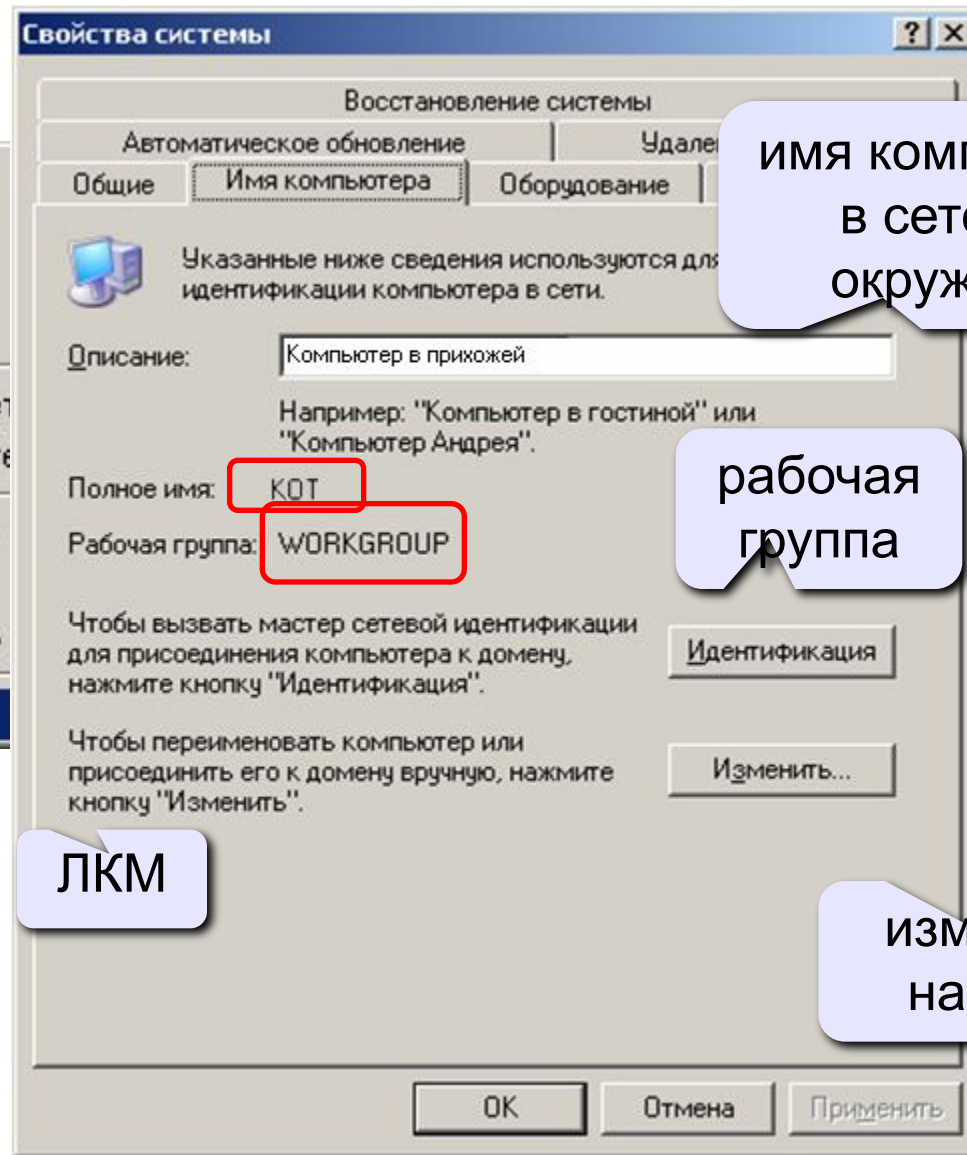 Свойства системы
Восстановление системы
Автоматическое обновление
Общие
Имя компьютера
Оборудование
имя
в
Указанные ниже сведения используются для
идентификации компьютера в сети.
Описание:
Компьютер в прихожей
Например: "Компьютер в гостиной" или
"Компьютер Андрея".
Полное имя: КОТ
Рабочая группа: WORKGROUP
рабочая
группа
Чтобы вызвать мастер сетевой идентификации
для присоединения компьютера к домену,
нажмите кнопку "Идентификация".
Идентификация
Чтобы переименовать компьютер или
присоединить его к домену вручную, нажмите
кнопку "Изменить".
Изменить...
ЛКМ
OK
Отмена
Применить